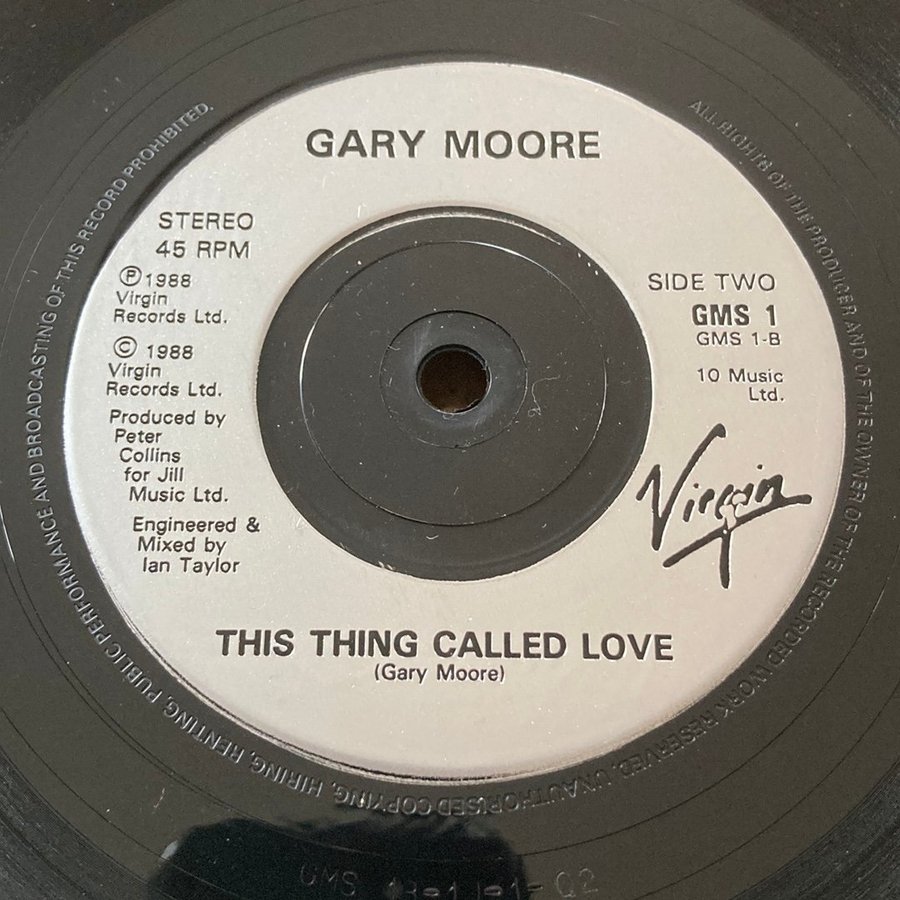 GARY MOORE
STEREO
45 RPM
Ⓟ 1988
Virgin
Records Ltd.
© 1988
Virgin
Records Ltd.
Produced by
Peter
Collins
for Jill
Music Ltd.
Engineered &
Mixed by
Ian Taylor
SIDE TWO
GMS 1
GMS 1-B
10 Music
Ltd.
Virgin
THIS THING CALLED LOVE
(Gary Moore)
ALL RIGHTS OF THE PRODUCER AND OF THE OWNER OF THE RECORDED WORK RESERVED, UNAUTHORISED COPYING, HIRING, RENTING, PUBLIC PERFORMANCE AND BROADCASTING OF THIS RECORD PROHIBITED.
GMS